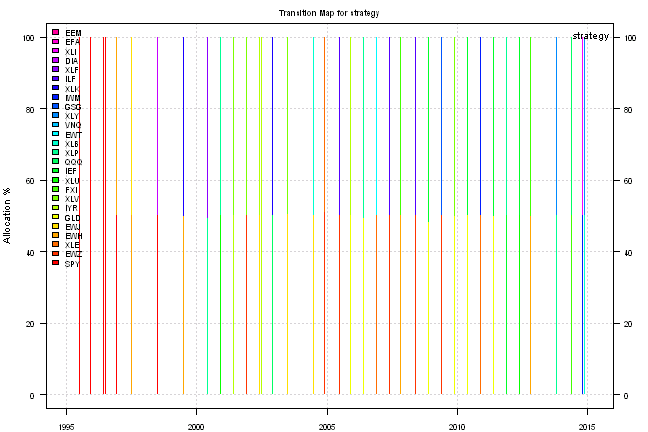 Transition Map for strategy
strategy
Allocation %
100
80
60
40
20
0
100
80
60
40
20
0
EEM
EFA
XLI
DIA
XLF
ILF
XLK
IWM
GSG
XLY
VNQ
EWT
XLB
XLP
QQQ
IEF
XLU
FXI
XLV
IYR
GLD
EWJ
EWH
XLE
EWZ
SPY
1995
2000
2005
2010
2015